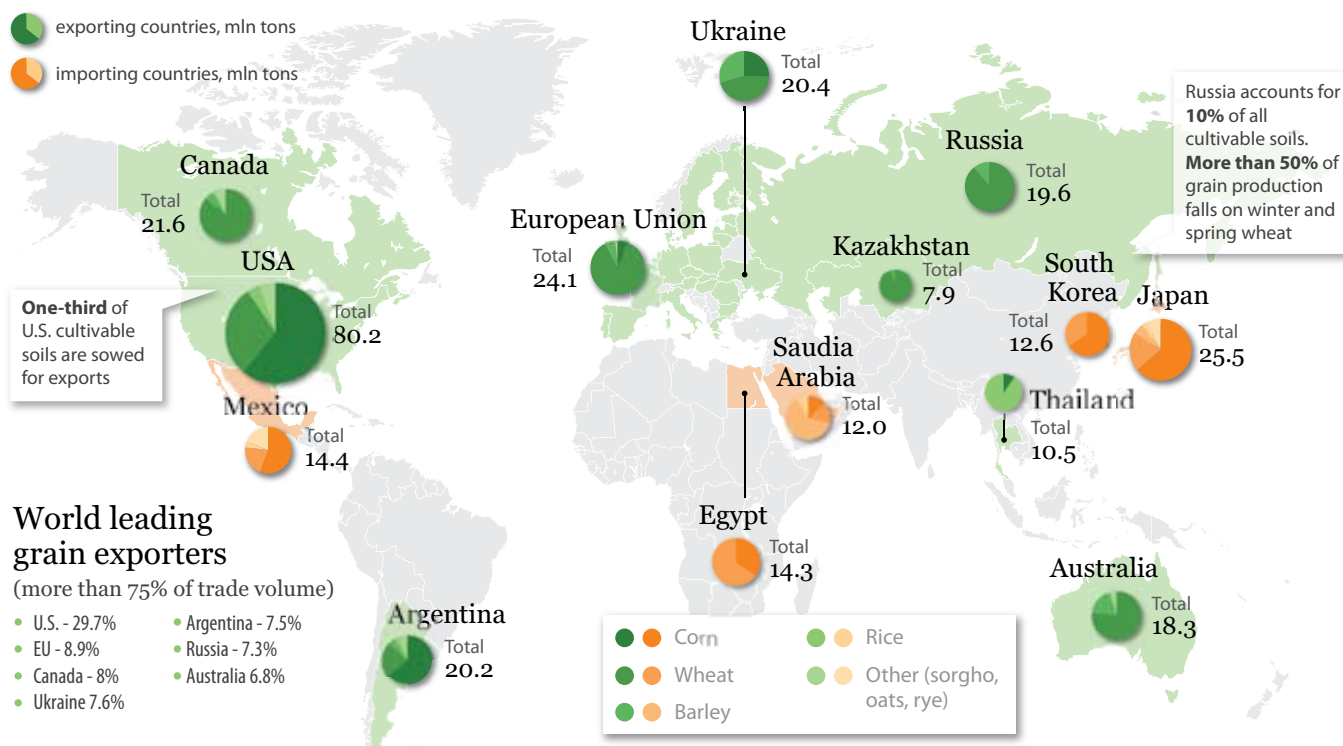 exporting countries, mln tons
importing countries, mln tons
Ukraine
Total
20.4
Russia accounts for
10% of all
cultivable soils.
More than 50% of
grain production
falls on winter and
spring wheat
Canada
Total
21.6
Russia
Total
19.6
European Union
Total
24.1
USA
Total
80.2
Kazakhstan
Total
7.9
South
Korea
Total
12.6
Japan
Total
25.5
One-third of
U.S. cultivable
soils are sowed
for exports
Saudia
Arabia
Total
12.0
Mexico
Total
14.4
Thailand
Total
10.5
World leading
grain exporters
(more than 75% of trade volume)
• U.S. - 29.7%
• EU - 8.9%
• Canada - 8%
• Ukraine 7.6%
• Argentina - 7.5%
• Russia - 7.3%
• Australia 6.8%
Egypt
Total
14.3
Argentina
Total
20.2
Australia
Total
18.3
Corn
Wheat
Barley
Rice
Other (sorgho,
oats, rye)